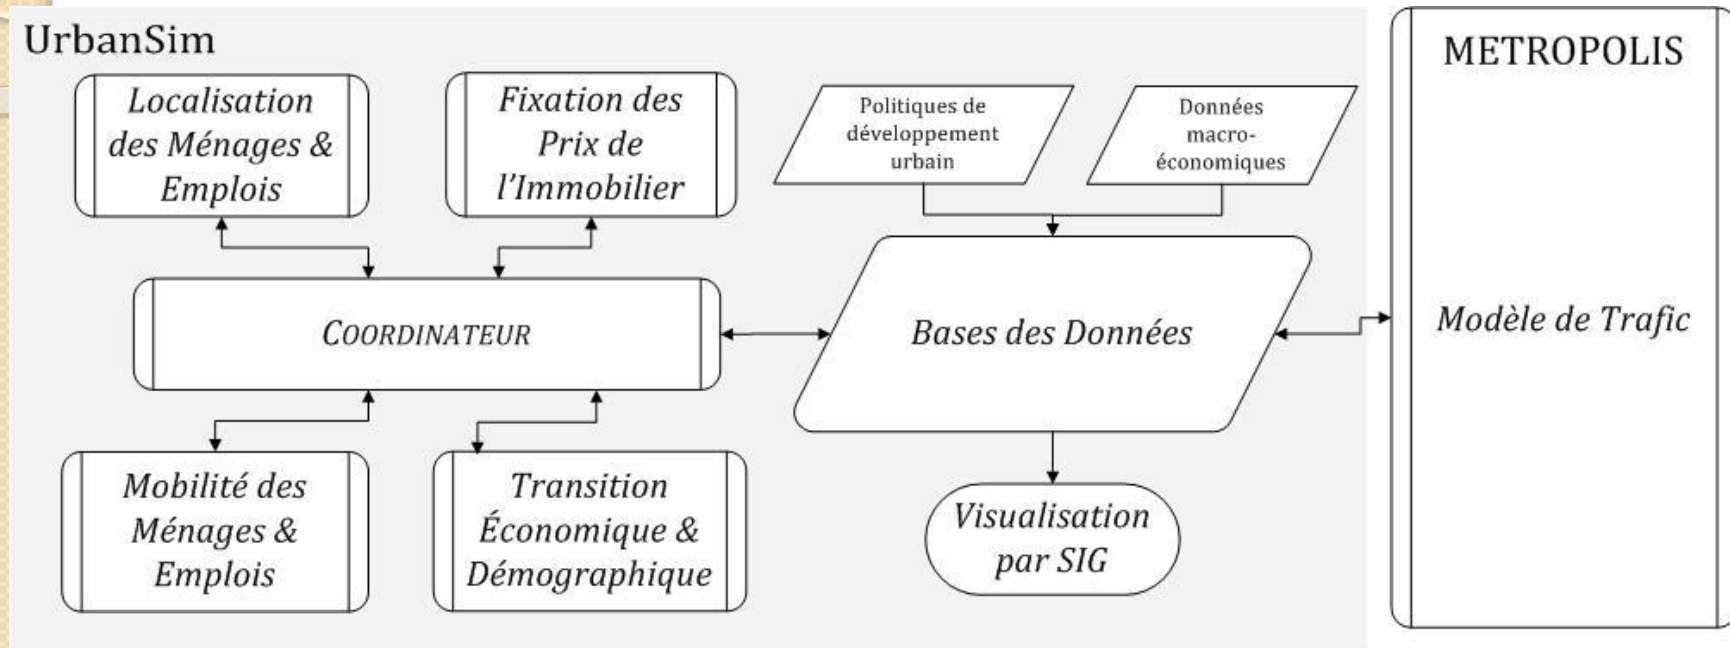 UrbanSim
Localisation
des Ménages &
Emplois
Fixation des
Prix de
l'Immobilier
Politiques de
développement
urbain
Données
macro-
économiques
METROPOLIS
Modèle de Trafic
COORDINATEUR
Bases des Données
Mobilité des
Ménages &
Emplois
Transition
Économique &
Démographique
Visualisation
par SIG